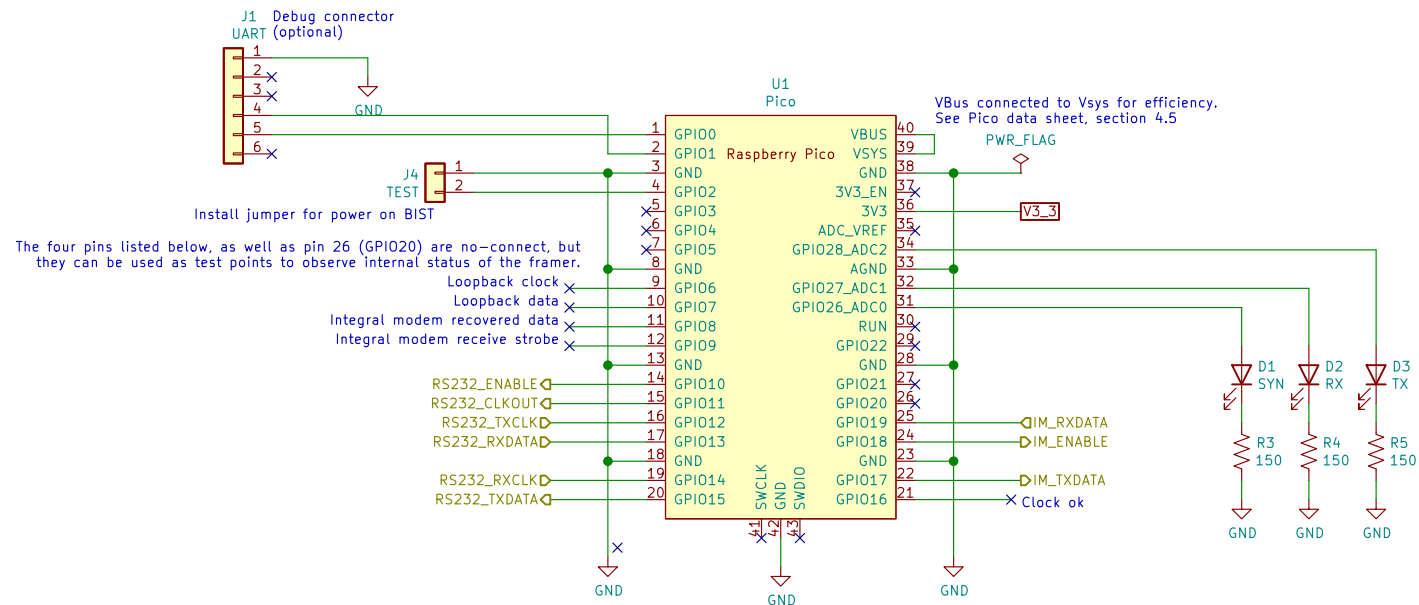 J1
UART
Debug connector
(optional)
1
2
3
4
5
6
GND
J4
TEST
1
2
Install jumper for power on BIST
The four pins listed below, as well as pin 26 (GPIO20) are no-connect, but
they can be used as test points to observe internal status of the framer.
Loopback clock
Loopback data
Integral modem recovered data
Integral modem receive strobe
RS232_ENABLE
RS232_CLKOUT
RS232_TXCLK
RS232_RXDATA
RS232_RXCLK
RS232_TXDATA
GND
U1
Pico
Raspberry Pico
1 GPIO0
2 GPIO1
3 GND
4 GPIO2
5 GPIO3
6 GPIO4
7 GPIO5
8 GND
9 GPIO6
10 GPIO7
11 GPIO8
12 GPIO9
13 GND
14 GPIO10
15 GPIO11
16 GPIO12
17 GPIO13
18 GND
19 GPIO14
20 GPIO15
SWCLK 41
GND 42
SWDIO 43
GND
VBUS 40
VSYS 39
GND 38
3V3_EN 37
3V3 36
ADC_VREF 35
GPIO28_ADC2 34
AGND 33
GPIO27_ADC1 32
GPIO26_ADC0 31
RUN 30
GPIO22 29
GND 28
GPIO21 27
GPIO20 26
GPIO19 25
GPIO18 24
GND 23
GPIO17 22
GPIO16 21
VBus connected to Vsys for efficiency.
See Pico data sheet, section 4.5
PWR_FLAG
V3_3
IM_RXDATA
IM_ENABLE
IM_TXDATA
Clock ok
GND
D1
SYN
D2
RX
D3
TX
R3
150
R4
150
R5
150
GND
GND
GND